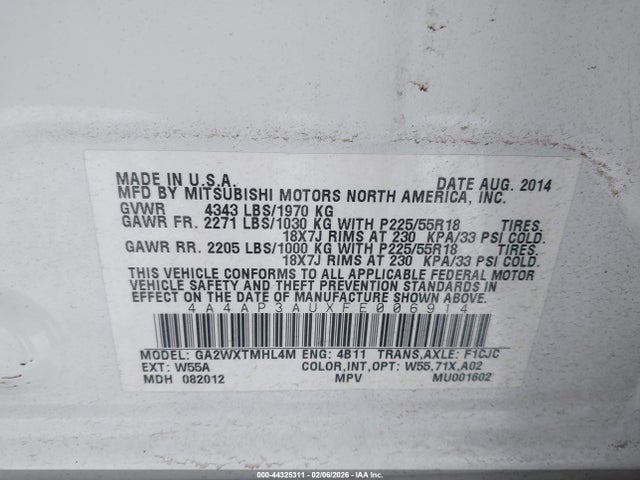 MADE IN U.S.A. DATE AUG. 2014
MFD BY MITSUBISHI MOTORS NORTH AMERICA, INC.
GVWR 4343 LBS/1970 KG
GAWR FR. 2271 LBS/1030 KG WITH P225/55R18 TIRES.
18X7J RIMS AT 230 KPA/33 PSI COLD.
GAWR RR. 2205 LBS/1000 KG WITH P225/55R18 TIRES.
18X7J RIMS AT 230 KPA/33 PSI COLD.
THIS VEHICLE CONFORMS TO ALL APPLICABLE FEDERAL MOTOR
VEHICLE SAFETY AND THEFT PREVENTION STANDARDS IN
EFFECT ON THE DATE OF MANUFACTURE SHOWN ABOVE.
4A4AP3AUXFE006914
MODEL: GA2WXTMHL4M ENG: 4B11 TRANS,AXLE: F1CJC
EXT: W55A COLOR,INT,OPT: W55,71X,A02
MDH 082012 MPV MU001602
000-44325311 - 02/06/2026 - IAA Corp.